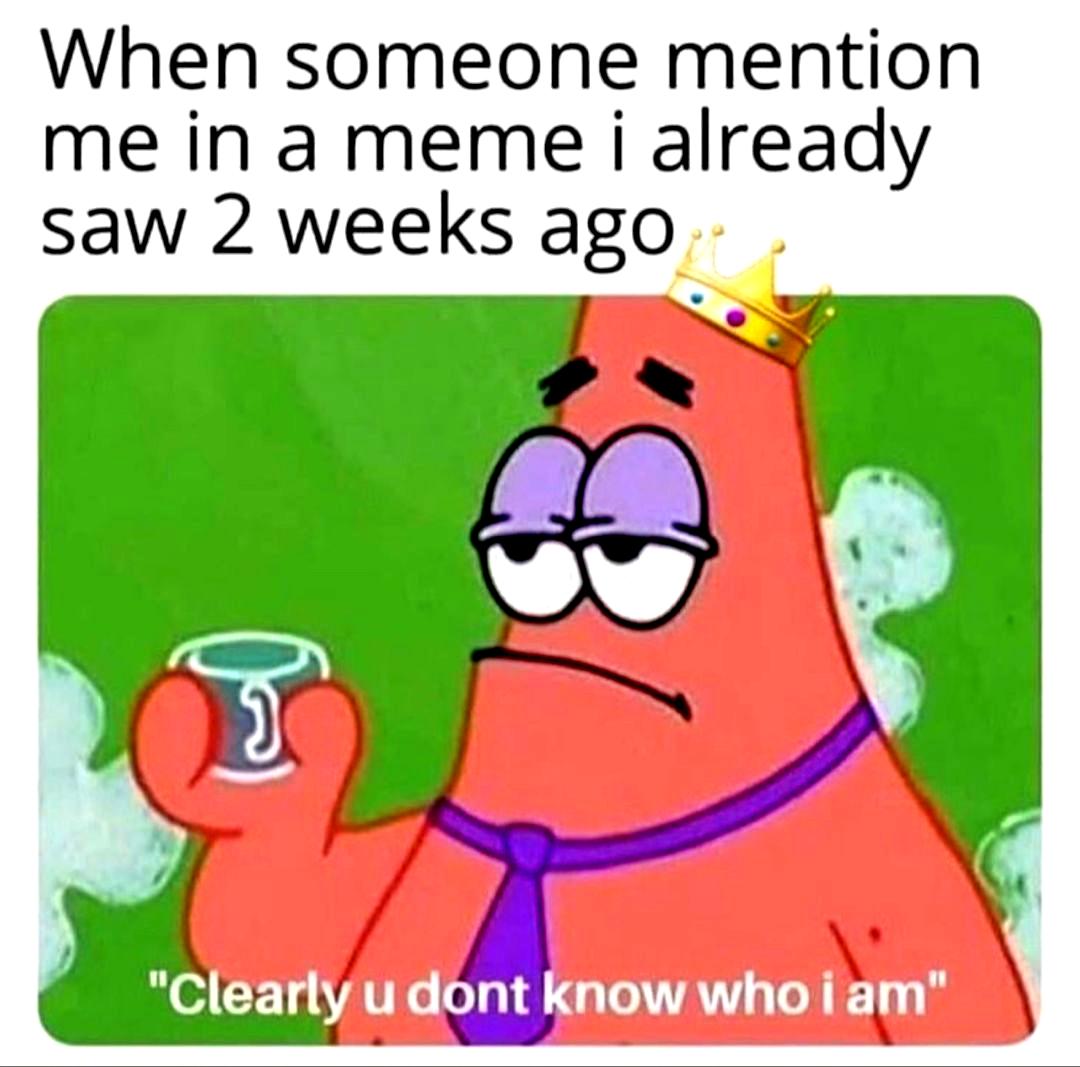 When someone mention
me in a meme i already
saw 2 weeks ago
"Clearly u dont know who i am"